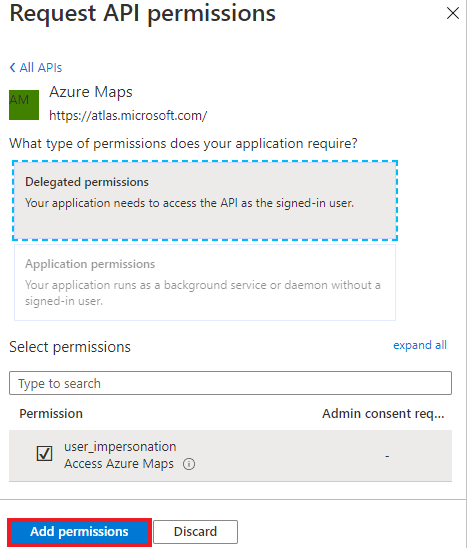 Request API permissions
All APIs
AM
Azure Maps
https://atlas.microsoft.com/
What type of permissions does your application require?
Delegated permissions
Your application needs to access the API as the signed-in user.
Application permissions
Your application runs as a background service or daemon without a
signed-in user.
Select permissions
expand all
Type to search
Permission
Admin consent req...
user_impersonation
Access Azure Maps
-
Add permissions
Discard